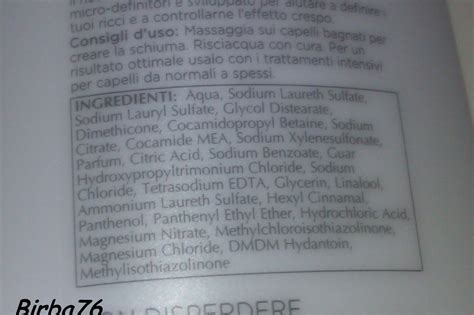 micro-definitori e sviluppato per aiutare a definire i
tuoi ricci e a controllarne l'effetto crespo.
Consigli d'uso: Massaggia sui capelli bagnati per
creare la schiuma. Risciacqua con cura. Per un
risultato ottimale usalo con i trattamenti intensivi
per capelli da normali a spessi.
INGREDIENTI: Aqua, Sodium Laureth Sulfate,
Sodium Lauryl Sulfate, Glycol Distearate,
Dimethicone, Cocamidopropyl Betaine, Sodium
Citrate, Cocamide MEA, Sodium Xylenesulfonate,
Parfum, Citric Acid, Sodium Benzoate, Guar
Hydroxypropyltrimonium Chloride, Sodium
Chloride, Tetrasodium EDTA, Glycerin, Linalool,
Ammonium Laureth Sulfate, Hexyl Cinnamal,
Panthenol, Panthenyl Ethyl Ether, Hydrochloric Acid,
Magnesium Nitrate, Methylchloroisothiazolinone,
Magnesium Chloride, DMDM Hydantoin,
Methylisothiazolinone
DISPERDERE
Birba76